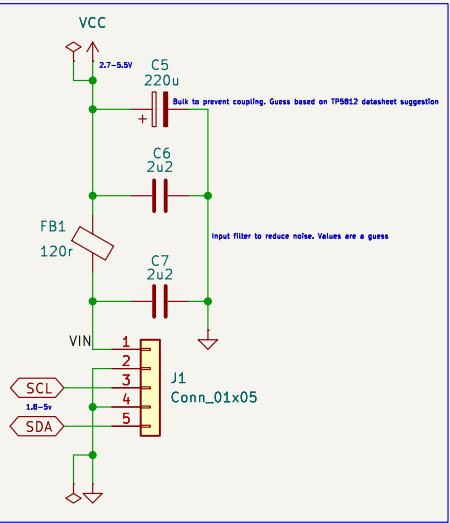 VCC
2.7-5.5V
C5
220u
Bulk to prevent coupling. Guess based on TP5812 datasheet suggestion
+
C6
2u2
FB1
120r
Input filter to reduce noise. Values are a guess
C7
2u2
VIN
1
2
3
4
5
J1
Conn_01x05
SCL
1.8-5v
SDA